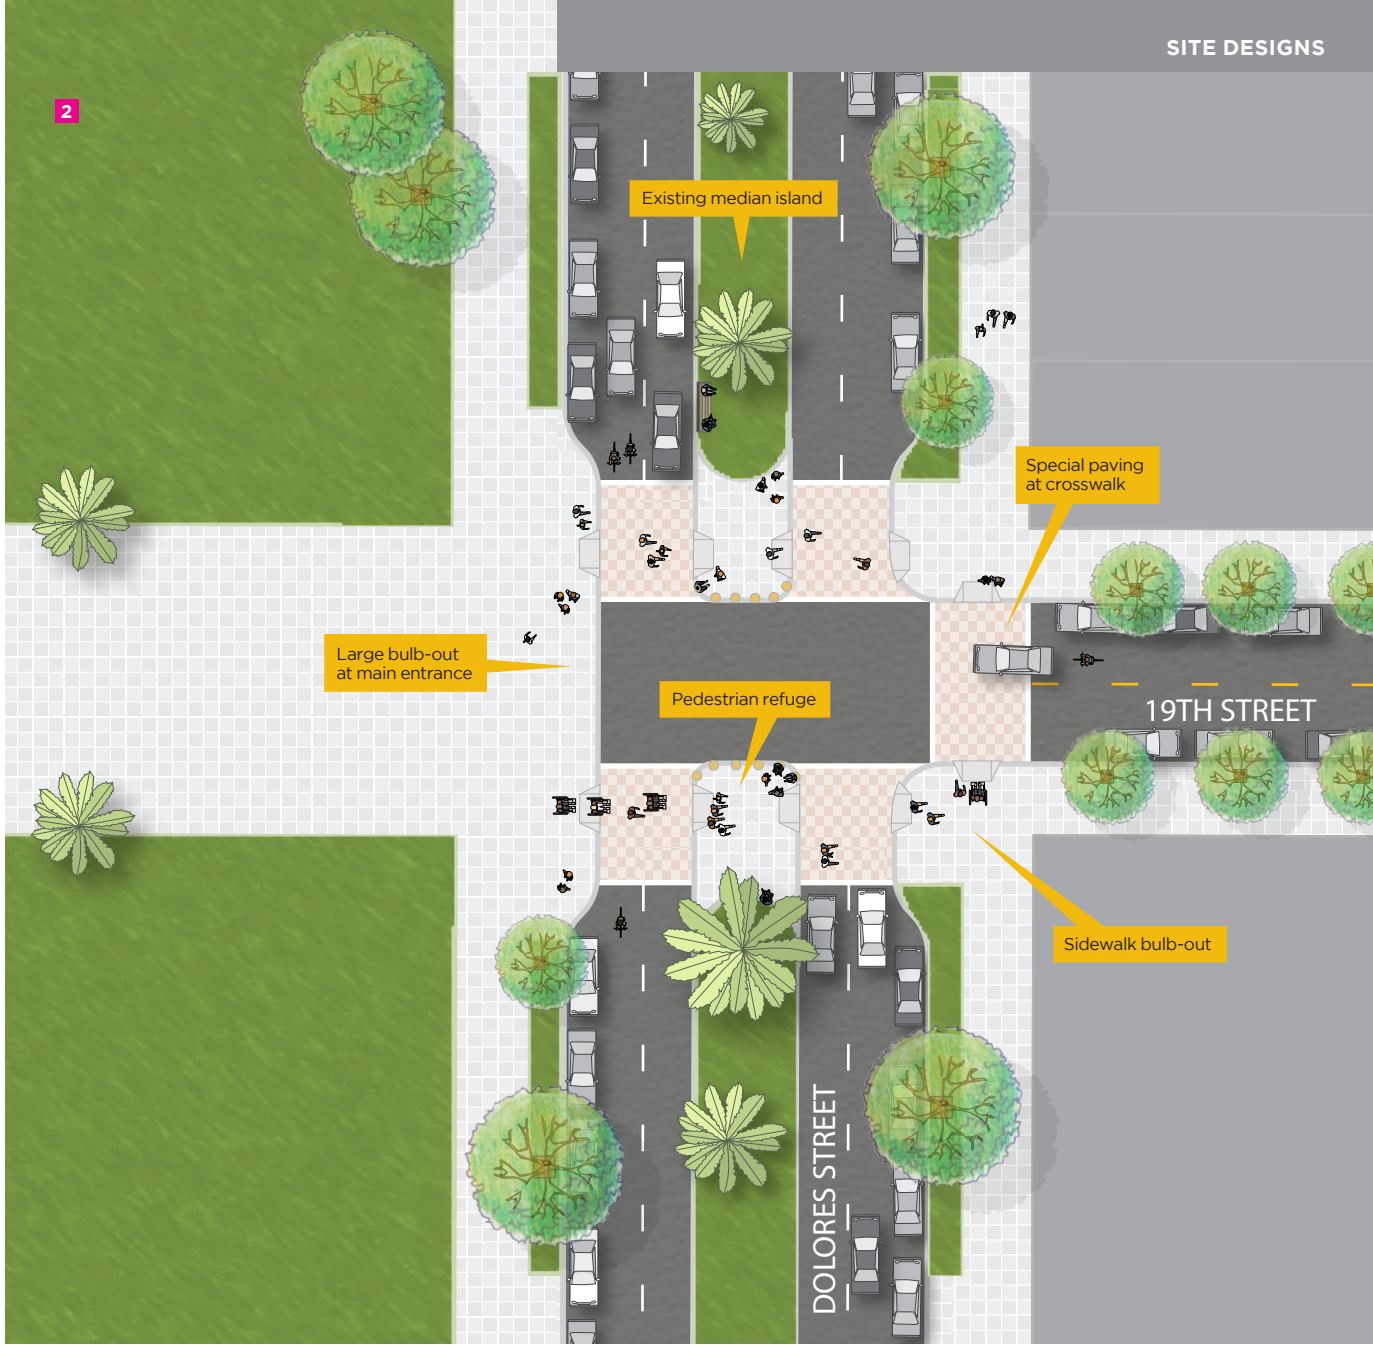 SITE DESIGNS
2
Existing median island
Special paving
at crosswalk
Large bulb-out
at main entrance
Pedestrian refuge
19TH STREET
Sidewalk bulb-out
DOLORES STREET